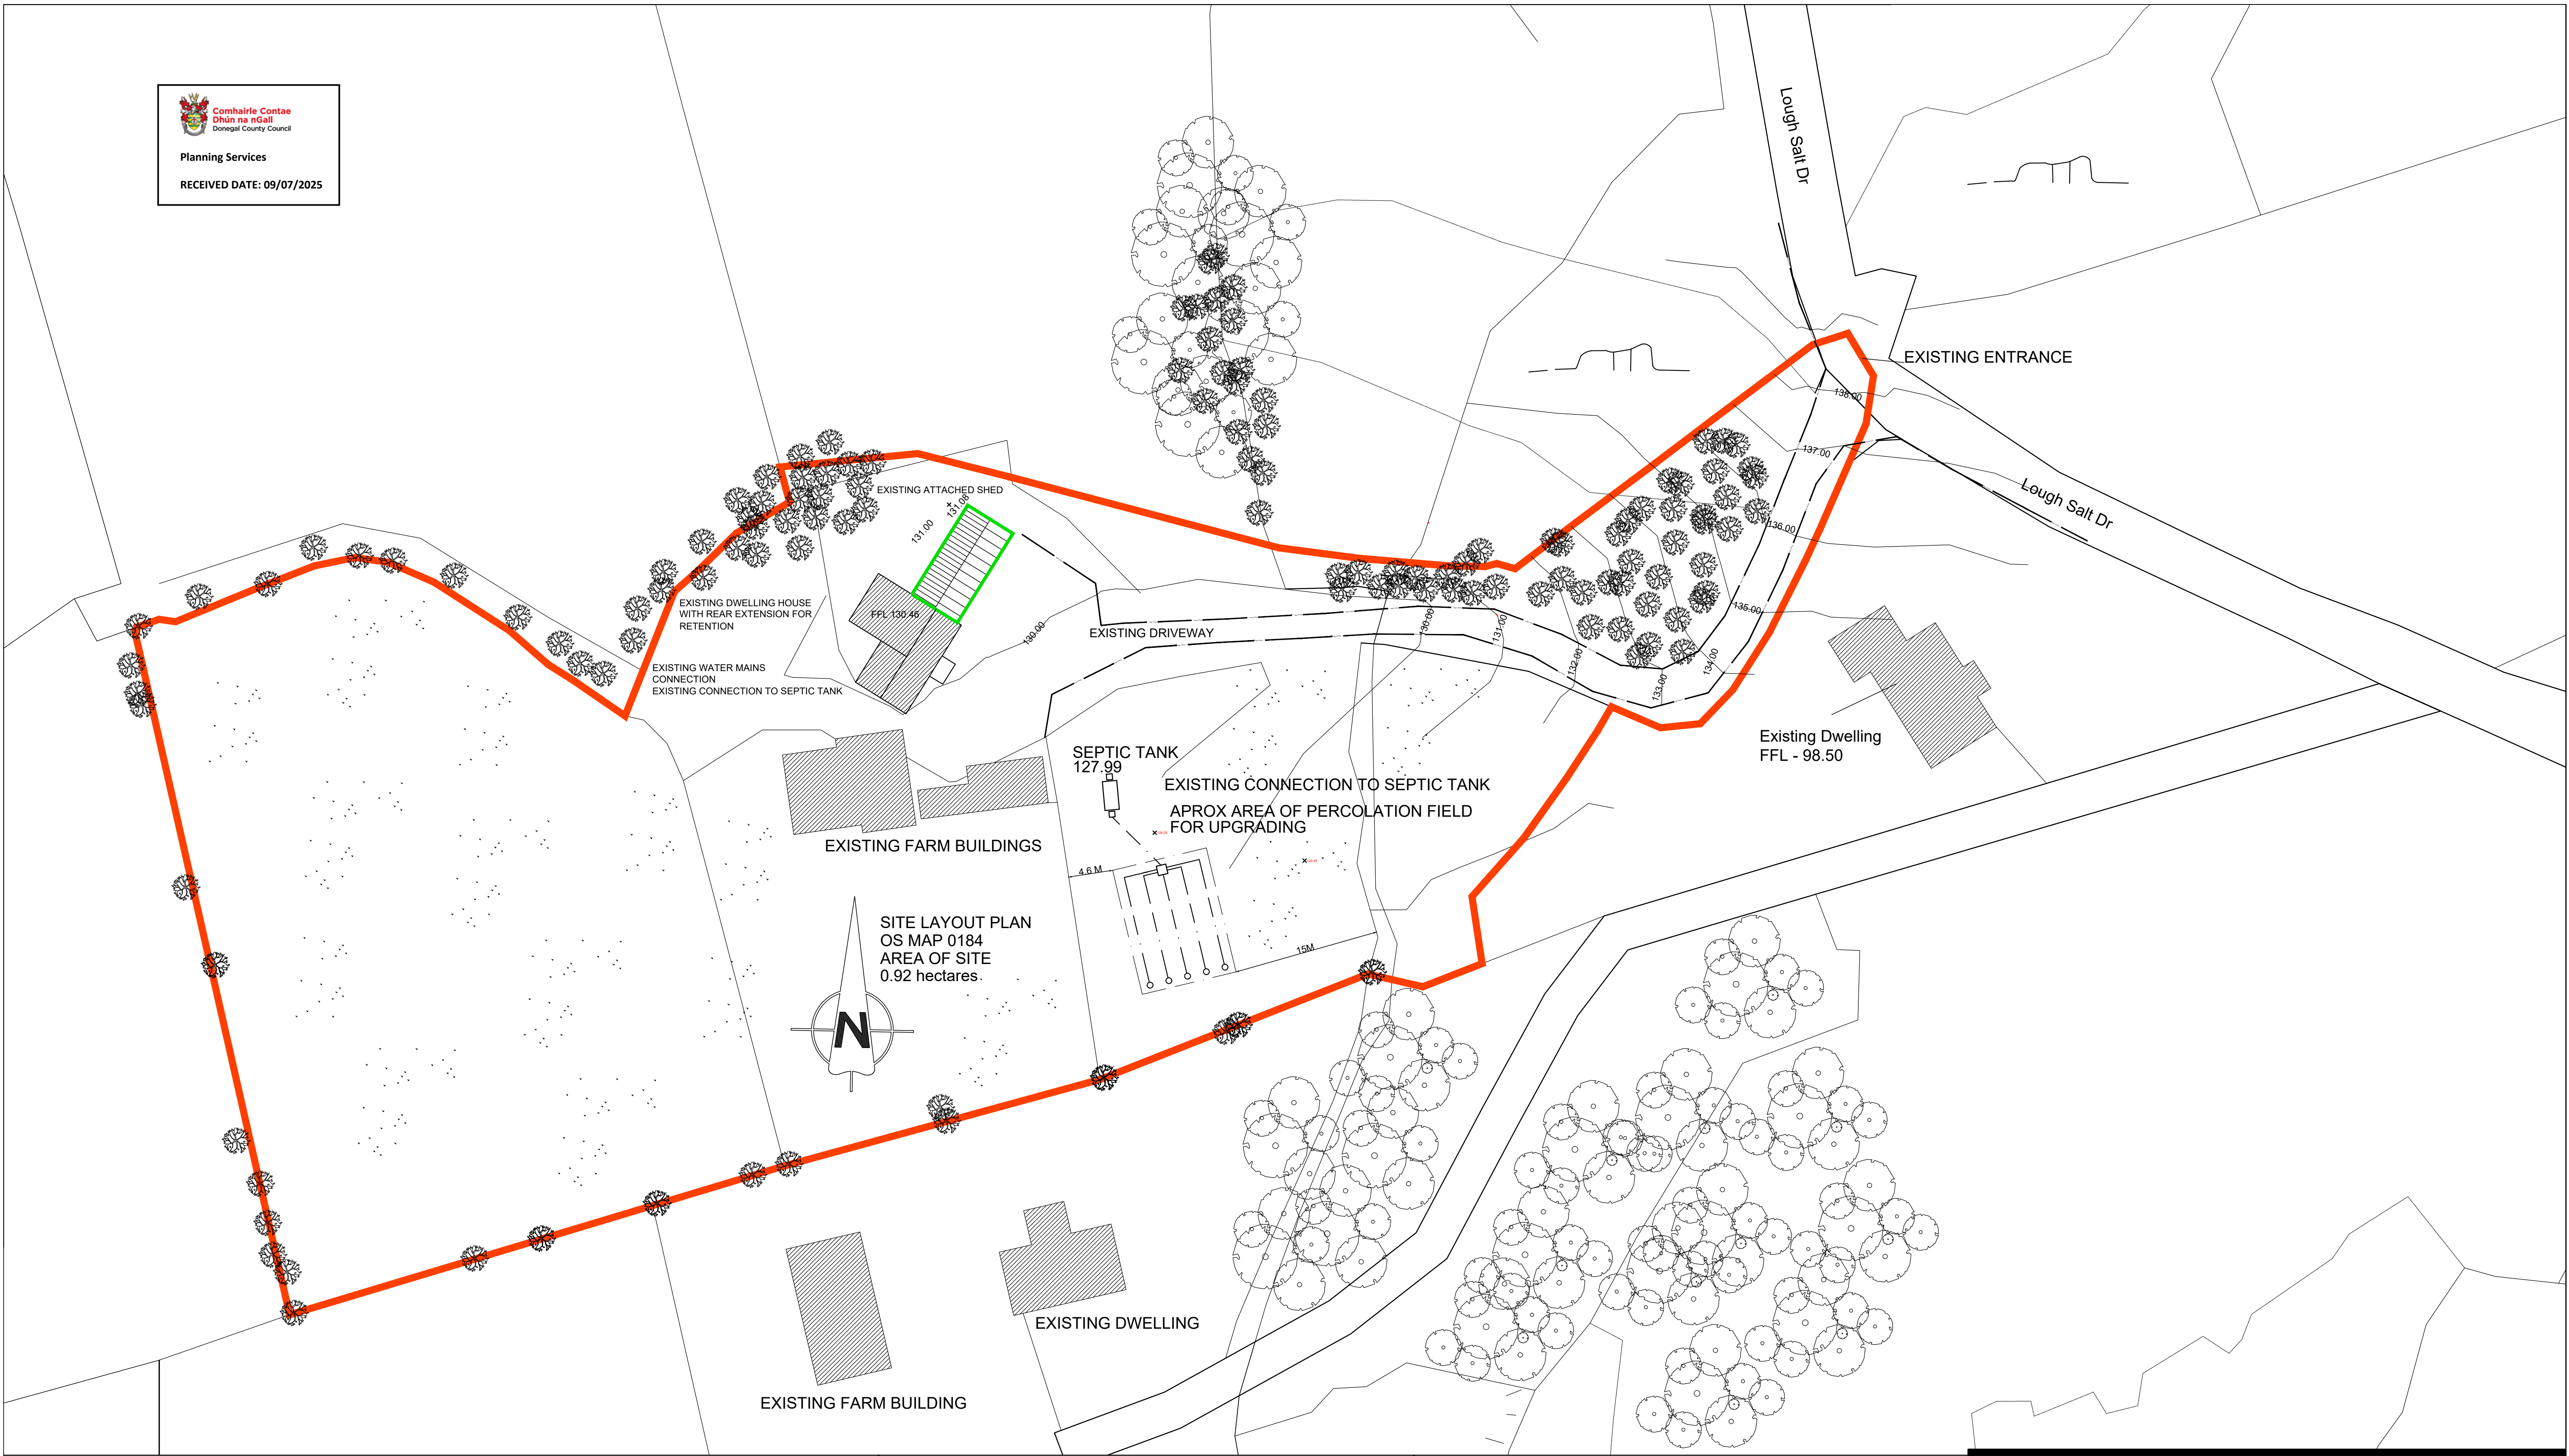 Comhairle Contae
Dhún na nGall
Donegal County Council
Planning Services
RECEIVED DATE: 09/07/2025
Lough Salt Dr
EXISTING ENTRANCE
138.00
137.00
Lough Salt Dr
136.00
135.00
134.00
133.00
132.00
131.00
130.00
EXISTING ATTACHED SHED
131.08
131.00
EXISTING DWELLING HOUSE
WITH REAR EXTENSION FOR
RETENTION
FFL 130.46
130.00
EXISTING DRIVEWAY
EXISTING WATER MAINS
CONNECTION
EXISTING CONNECTION TO SEPTIC TANK
Existing Dwelling
FFL - 98.50
SEPTIC TANK
127.99
EXISTING CONNECTION TO SEPTIC TANK
APROX AREA OF PERCOLATION FIELD
FOR UPGRADING
EXISTING FARM BUILDINGS
4.6 M
15M
SITE LAYOUT PLAN
OS MAP 0184
AREA OF SITE
0.92 hectares.
N
EXISTING DWELLING
EXISTING FARM BUILDING